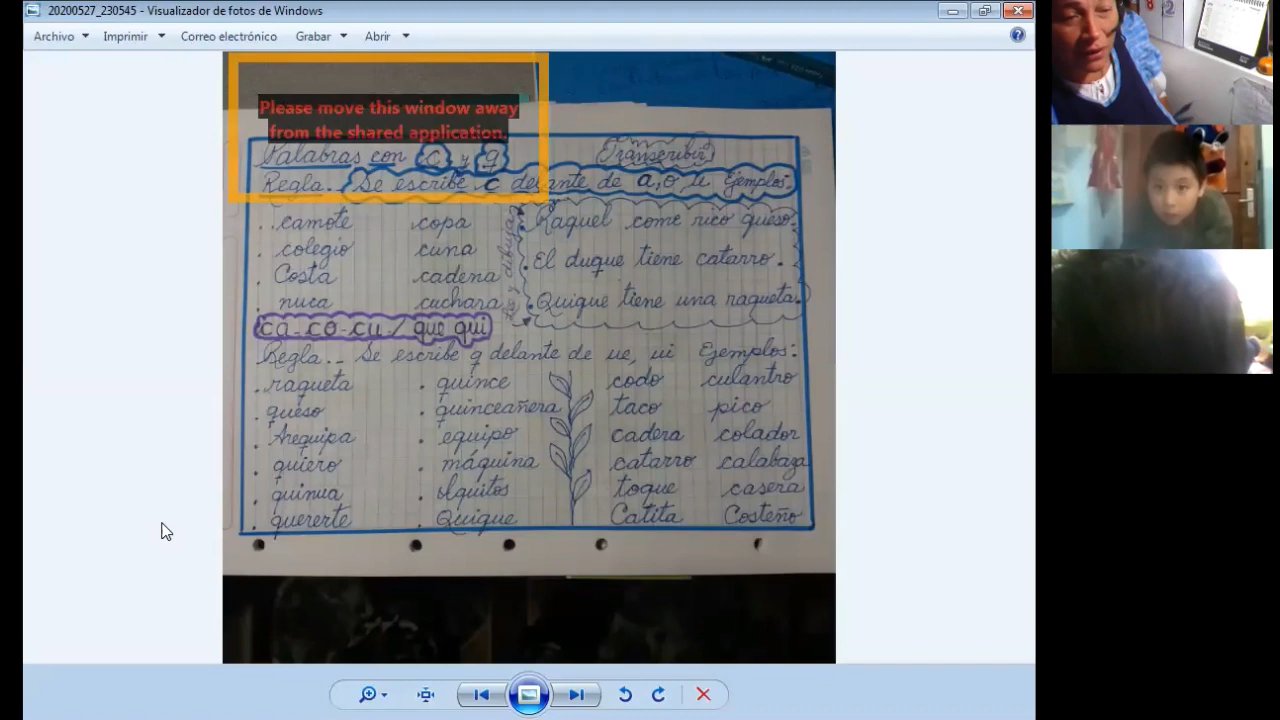 20200527_230545 - Visualizador de fotos de Windows
Archivo Imprimir Correo electrónico Grabar Abrir
Please move this window away
from the shared application.
Palabras con c y q Transcribir
Regla.- Se escribe c delante de a, o, u Ejemplos:
. camote copa
. colegio cuna
. Costa cadena
. nuca cuchara
Lee y dibuja
. Raquel come rico queso.
. El duque tiene catarro.
. Quique tiene una raqueta.
ca-co-cu / que qui
Regla.- Se escribe q delante de ue, ui Ejemplos:
. raqueta . quince codo culantro
. queso . quinceañera taco pico
. Arequipa . equipo cadera colador
. quiero . máquina catarro calabaza
. quinua . toque casera
. quererte . Quique Catita Costeño